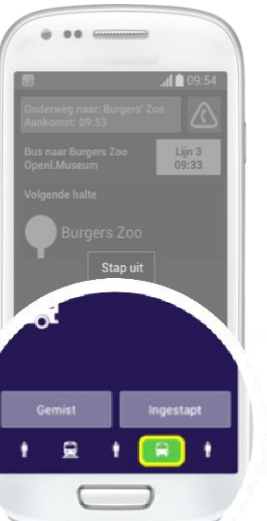 09:54
Onderweg naar: Burgers' Zoo
Aankomst: 09:53
Bus naar Burgers Zoo
Openl.Museum
Lijn 3
09:33
Volgende halte
Burgers Zoo
Stap uit
Gemist
Ingestapt